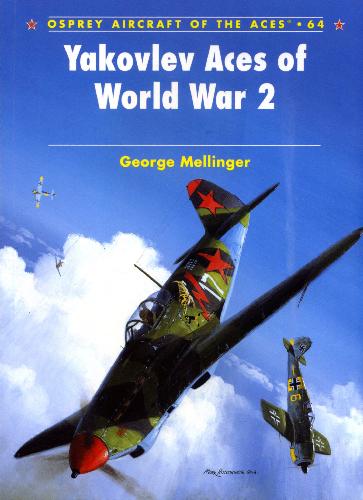 OSPREY AIRCRAFT OF THE ACES® • 64
Yakovlev Aces of
World War 2
George Mellinger